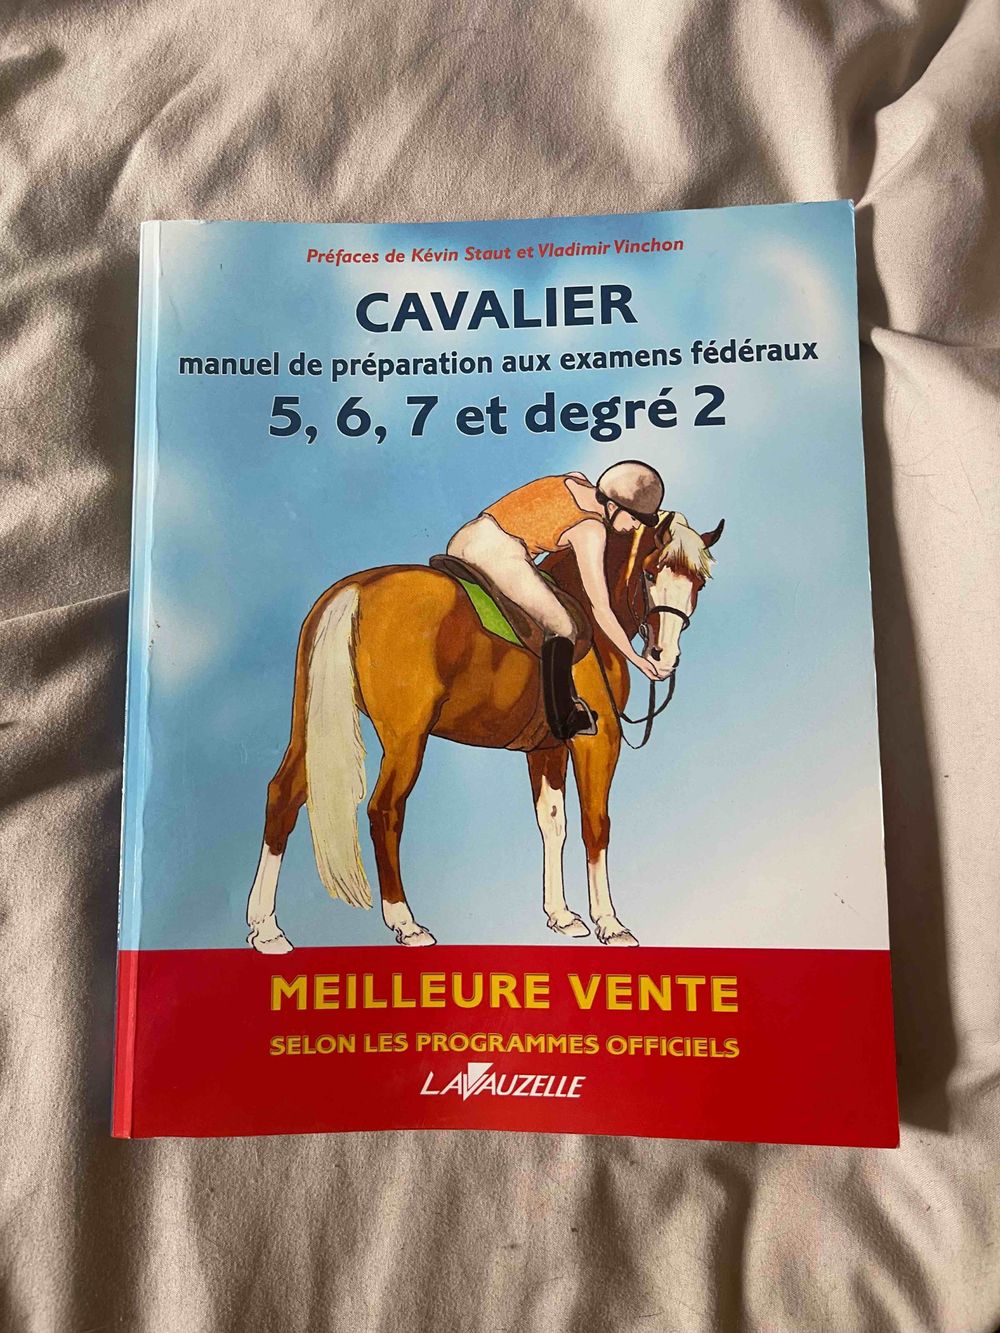 Préfaces de Kévin Staut et Vladimir Vinchon
CAVALIER
manuel de préparation aux examens fédéraux
5, 6, 7 et degré 2
MEILLEURE VENTE
SELON LES PROGRAMMES OFFICIELS
LAVAUZELLE